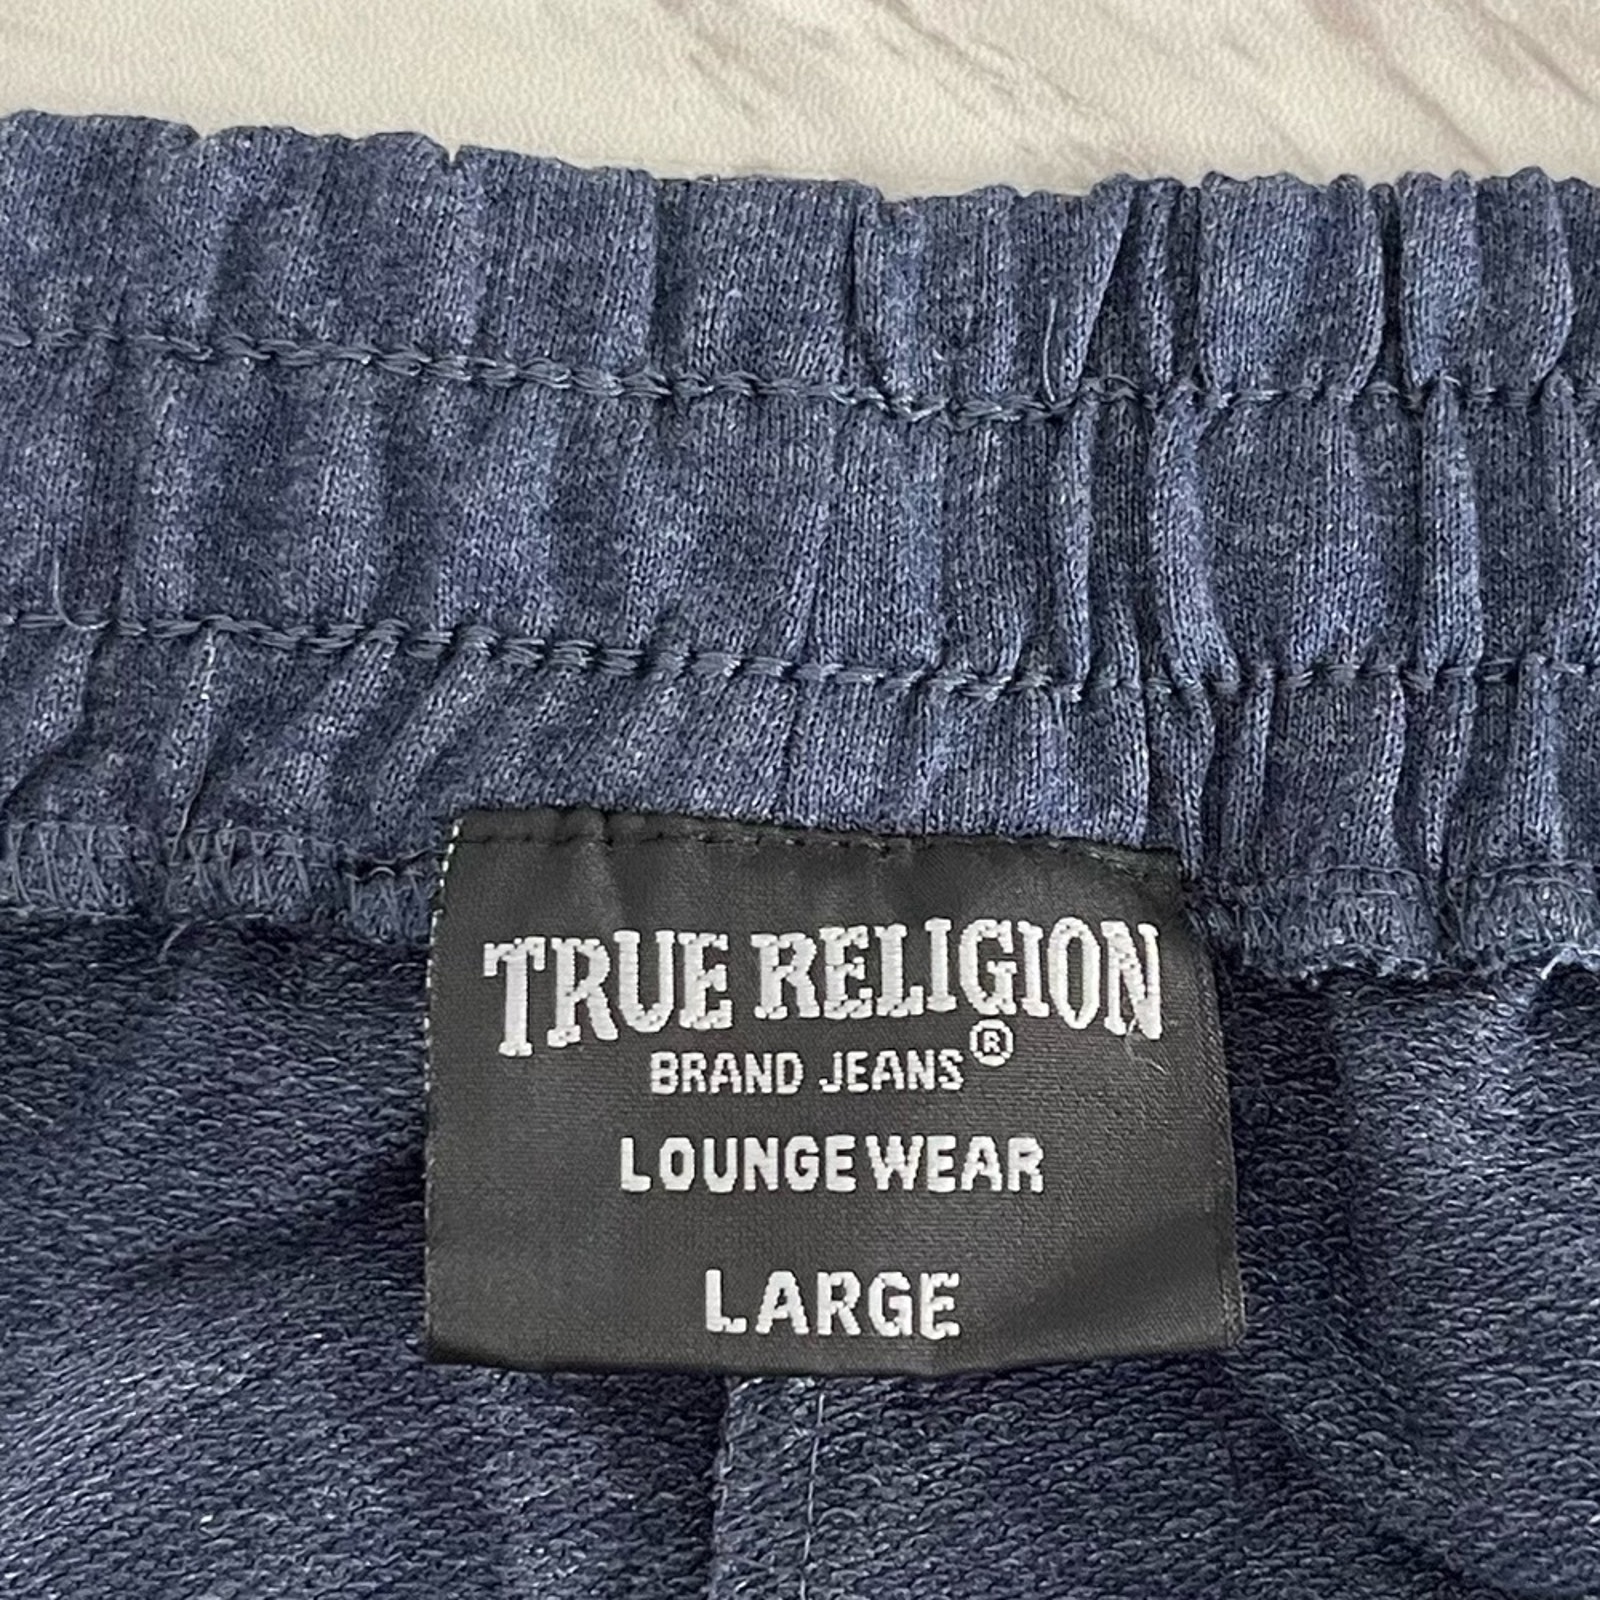 TRUE RELIGION
BRAND JEANS®
LOUNGEWEAR
LARGE